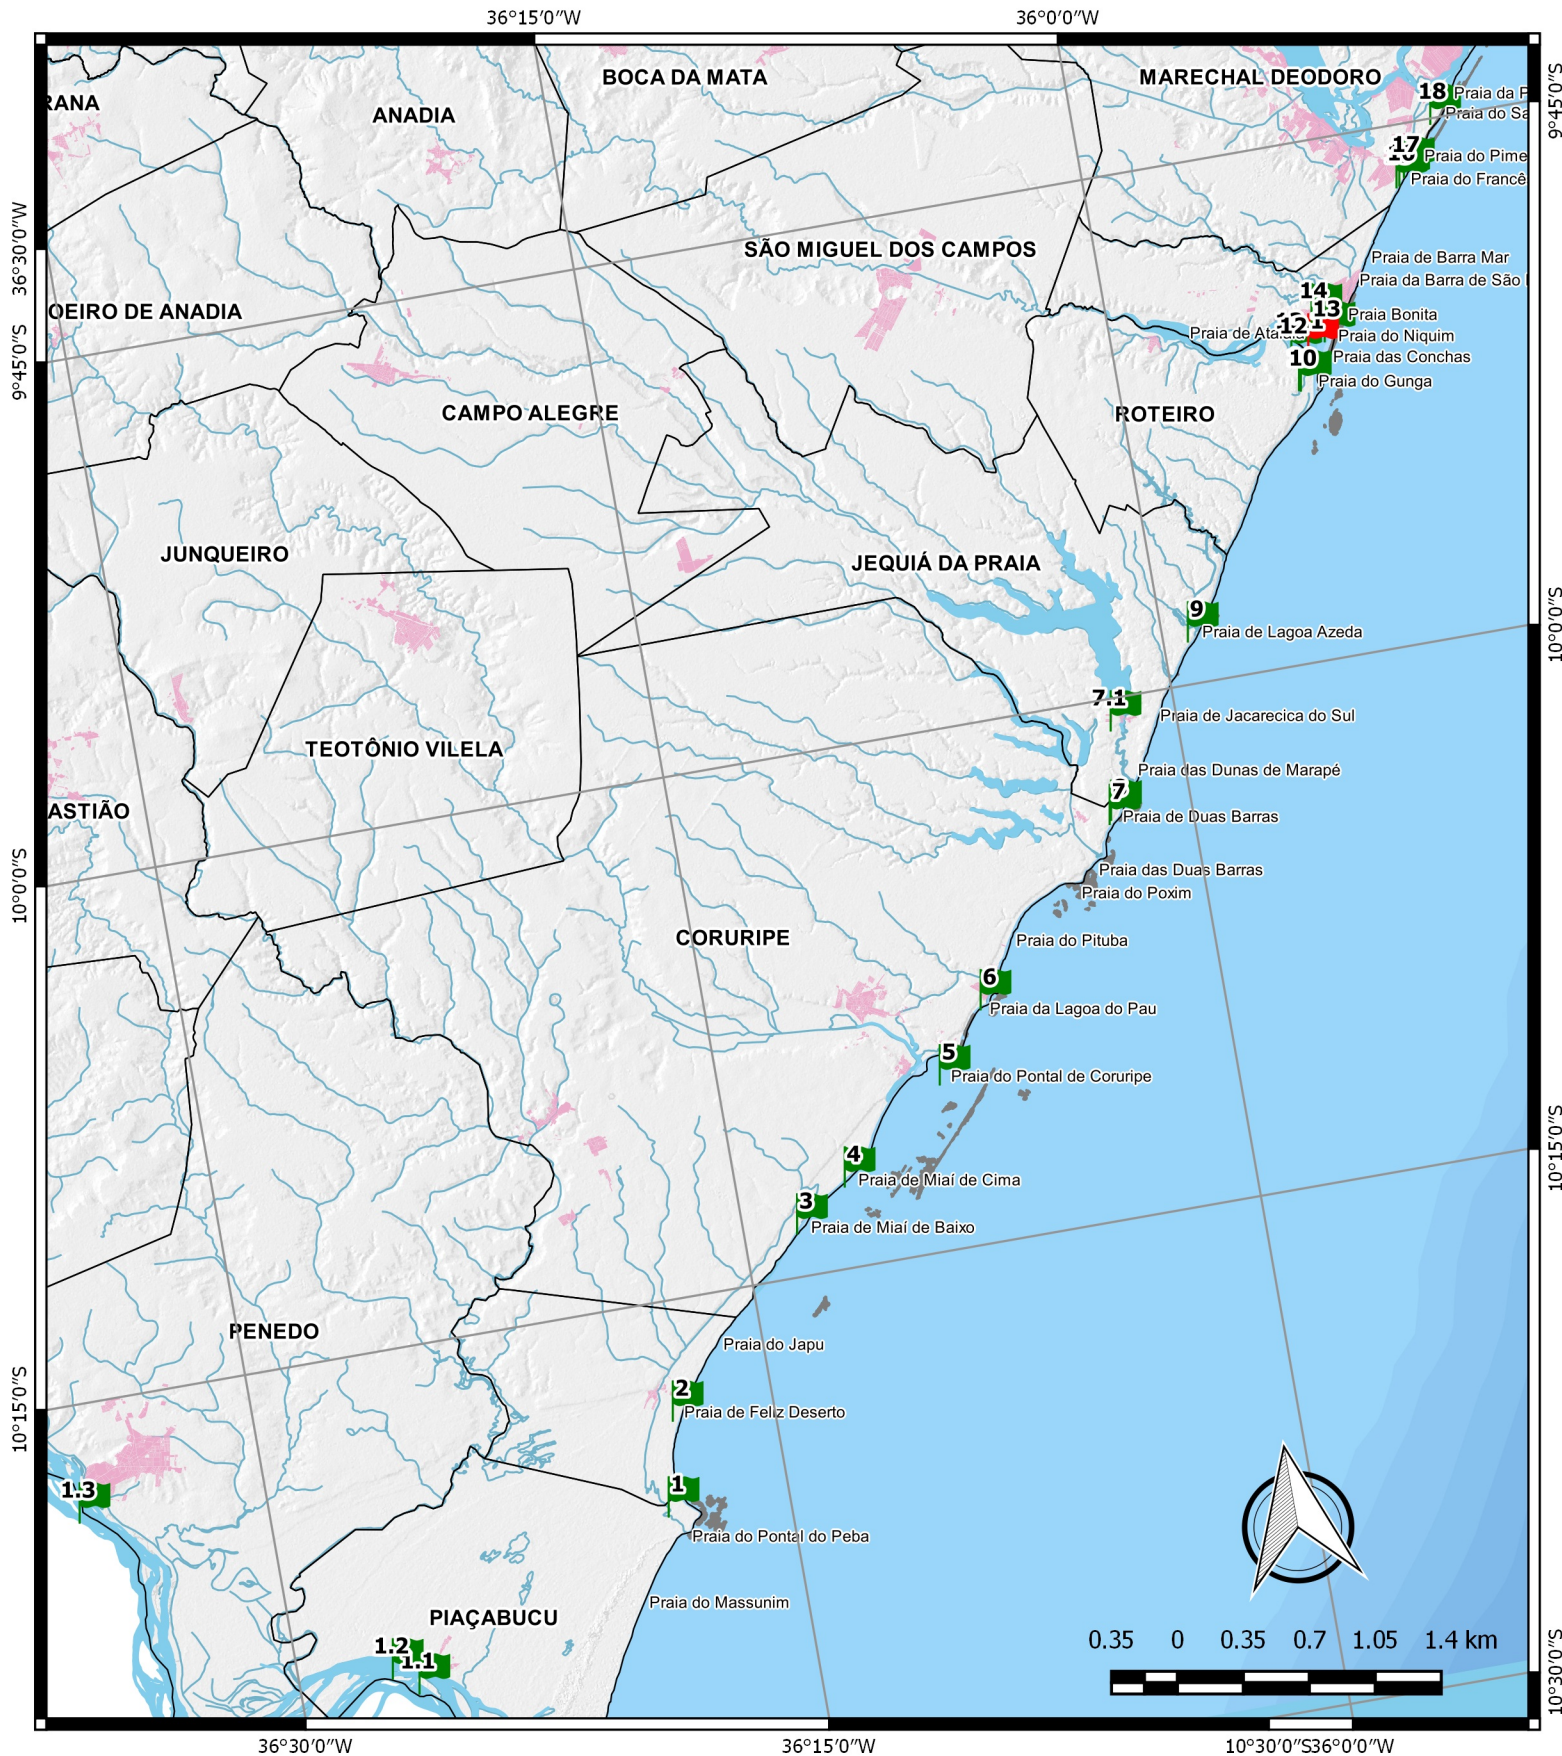 36°15'0"W
36°0'0"W
BOCA DA MATA
MARECHAL DEODORO
RANA
ANADIA
18
Praia da P
Praia do Sa
9°45'0"S
17
Praia do Pime
Praia do Francê
36°30'0"W
SÃO MIGUEL DOS CAMPOS
Praia de Barra Mar
Praia da Barra de São
14
OEIRO DE ANADIA
13
Praia Bonita
12
Praia do Niquim
10
Praia das Conchas
9°45'0"S
Praia do Gunga
CAMPO ALEGRE
ROTEIRO
JUNQUEIRO
JEQUIÁ DA PRAIA
9
Praia de Lagoa Azeda
10°0'0"S
7.1
Praia de Jacarecica do Sul
TEOTÔNIO VILELA
Praia das Dunas de Marapé
7
ASTIÃO
Praia de Duas Barras
Praia das Duas Barras
Praia do Poxim
10°0'0"S
CORURIPE
Praia do Pituba
6
Praia da Lagoa do Pau
5
Praia do Pontal de Coruripe
4
Praia de Miaí de Cima
10°15'0"S
3
Praia de Miaí de Baixo
PENEDO
Praia do Japu
2
Praia de Feliz Deserto
10°15'0"S
1
1.3
Praia do Pontal do Peba
Praia do Massunim
PIAÇABUCU
1.2
1.1
0.35 0 0.35 0.7 1.05 1.4 km
10°30'0"S
36°30'0"W
36°15'0"W
10°30'0"S
36°0'0"W